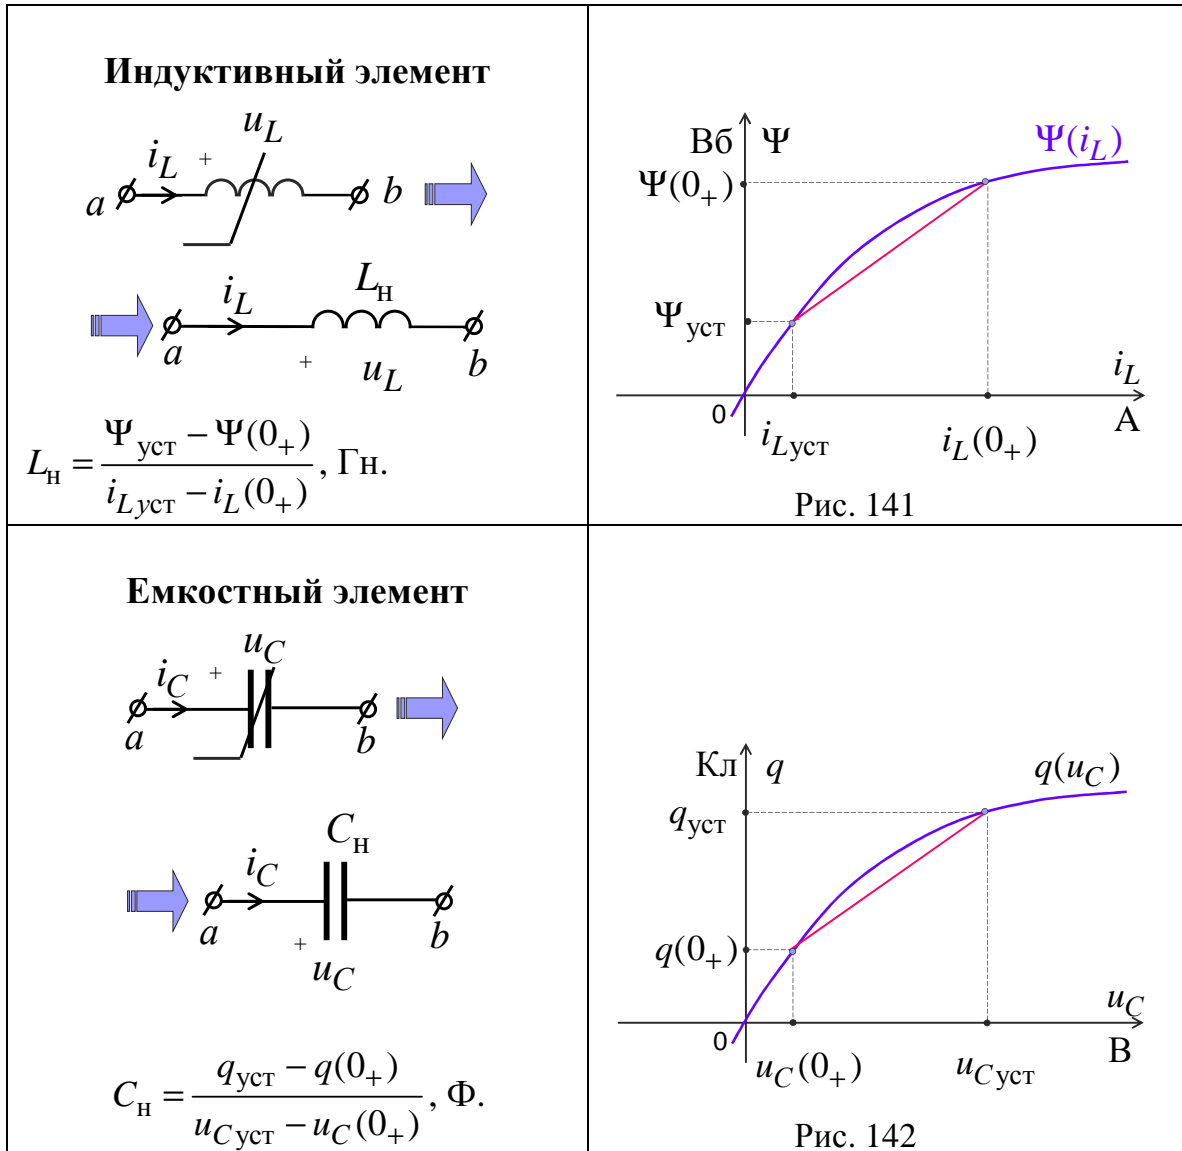 Индуктивный элемент
u_L
i_L +
a b
i_L L_н
a b
+ u_L
L_н = (Ψ_уст − Ψ(0_+)) / (i_Lуст − i_L(0_+)), Гн.
Вб Ψ Ψ(i_L)
Ψ(0_+)
Ψ_уст
i_L
0 А
i_Lуст i_L(0_+)
Рис. 141
Емкостный элемент
u_C
i_C +
a b
C_н
i_C
a b
+ u_C
C_н = (q_уст − q(0_+)) / (u_Cуст − u_C(0_+)), Ф.
Кл q q(u_C)
q_уст
q(0_+)
u_C
0 В
u_C(0_+) u_Cуст
Рис. 142